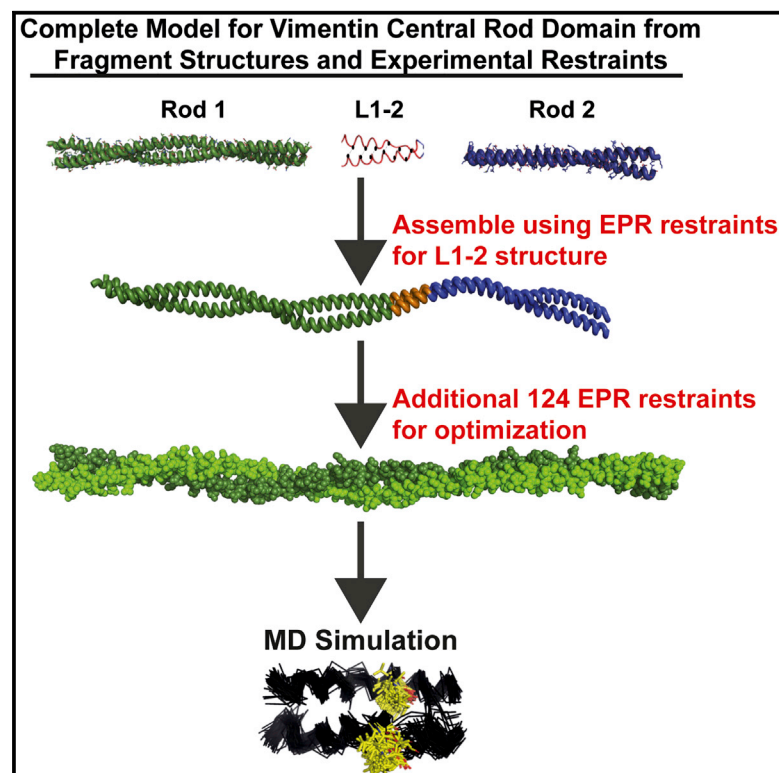 Complete Model for Vimentin Central Rod Domain from
Fragment Structures and Experimental Restraints
Rod 1 L1-2 Rod 2
Assemble using EPR restraints
for L1-2 structure
Additional 124 EPR restraints
for optimization
MD Simulation